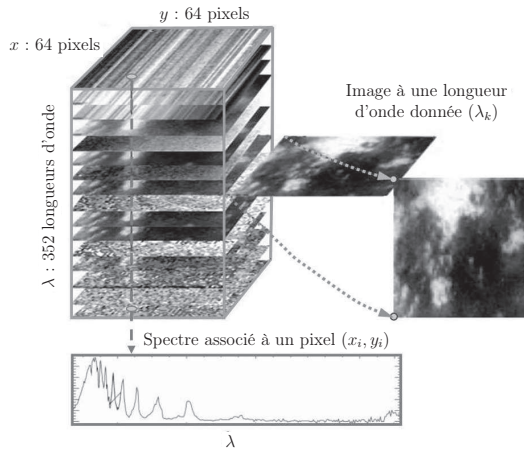 y : 64 pixels
x : 64 pixels
Image à une longueur
d'onde donnée (λₖ)
λ : 352 longueurs d'onde
Spectre associé à un pixel (xᵢ, yᵢ)
λ